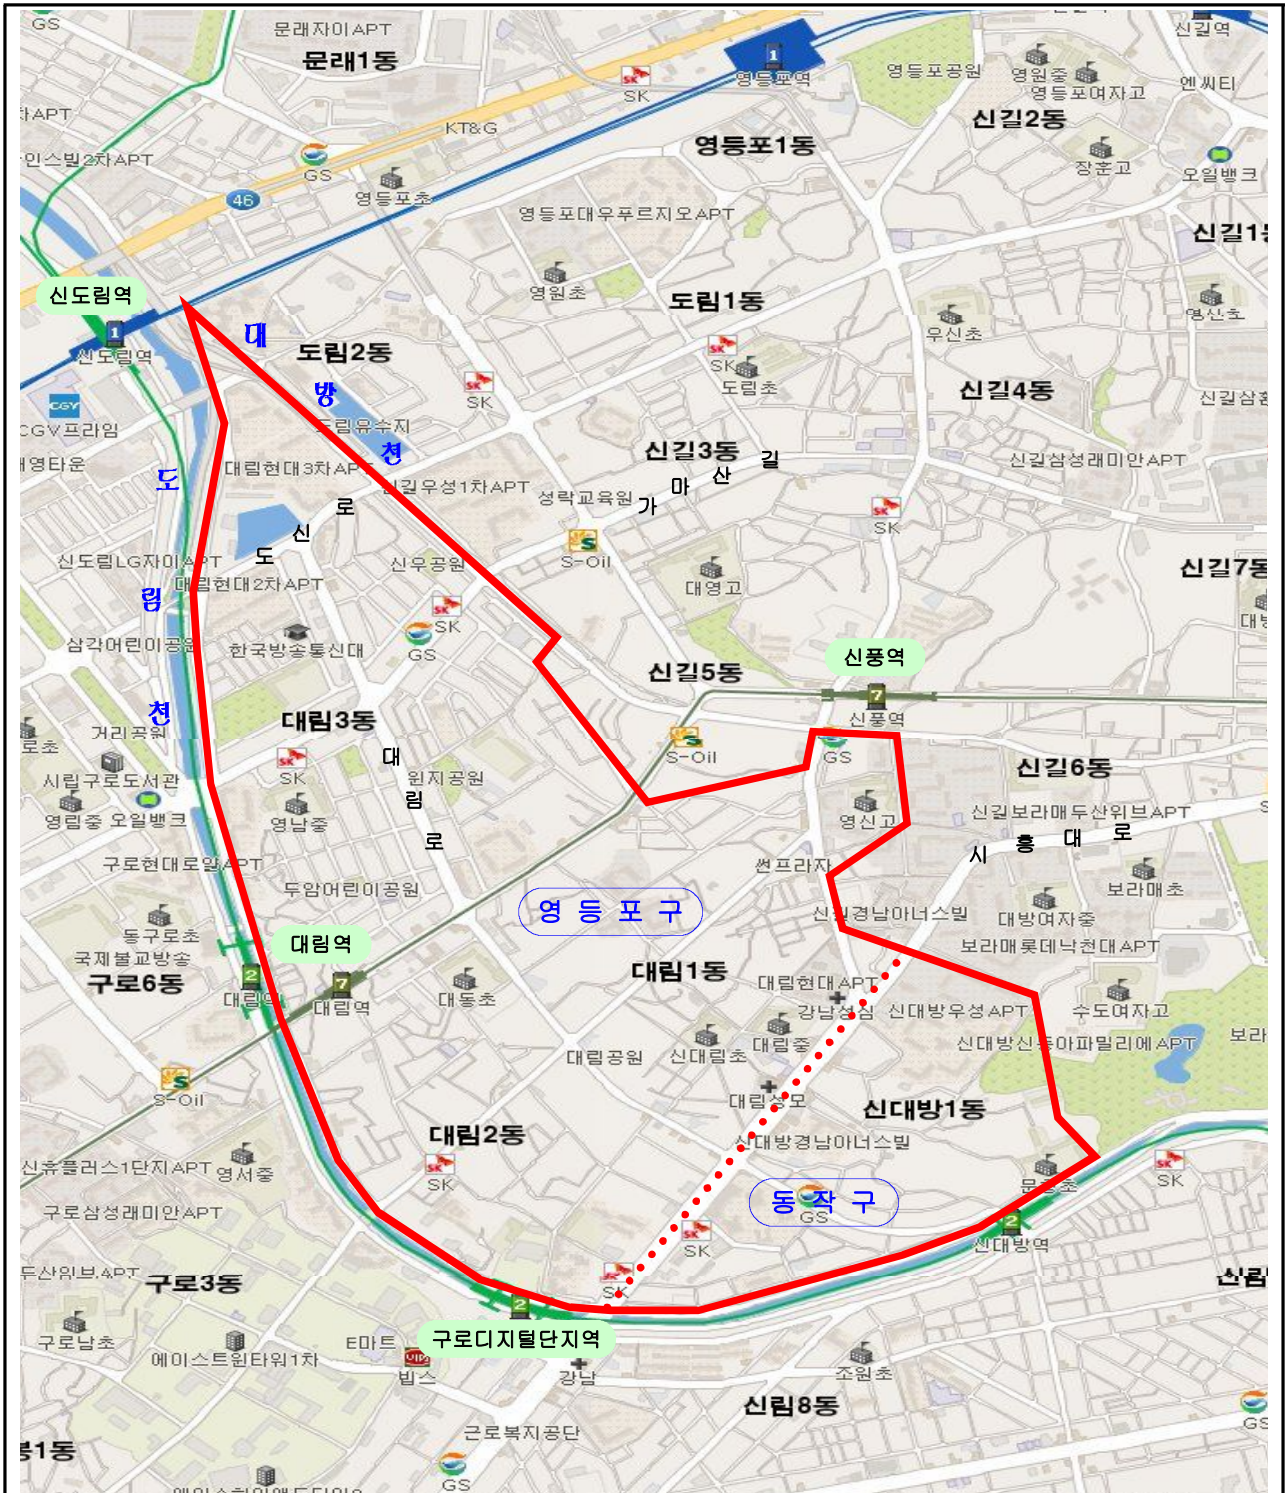 GS
문래자이APT
문래1동
1
영등포역
신길역
SK
영등포공원
영원중
영등포여자고
엔씨티
신길2동
KT&G
영등포1동
장훈고
오일뱅크
GS
46
영등포초
영등포대우푸르지오APT
신길1동
신도림역
영원초
도림1동
영신초
우신초
1
신도림역
대
방
천
도림2동
SK
SK
도림초
신길4동
CGV
CGV프라임
도림유수지
대림현대3차APT
신길우성1차APT
신길3동
가
마
산
길
신길삼성래미안APT
성락교육원
SK
도
림
천
도
신
로
신도림LG자이APT
대림현대2차APT
신우공원
S-Oil
대영고
신길7동
SK
GS
삼각어린이공원
한국방송통신대
신풍역
신길5동
7
신풍역
대림3동
거리공원
시립구로도서관
SK
대
림
로
원지공원
S-Oil
GS
신길6동
영림중
오일뱅크
영남중
영신고
신길보라매두산위브APT
시
흥
대
로
구로현대로얄APT
두암어린이공원
썬프라자
보라매초
영 등 포 구
신길경남아너스빌
대방여자중
동구로초
국제불교방송
보라매롯데낙천대APT
대림역
구로6동
2
대림역
7
대림역
대동초
대림1동
대림현대APT
강남성심
신대방우성APT
수도여자고
신대림초
대림중
대림공원
신대방신동아파밀리에APT
S-Oil
대림성모
신대방1동
대림2동
신대방경남아너스빌
영서중
SK
문창초
SK
구로삼성래미안APT
동 작 구
GS
SK
2
신대방역
구로3동
SK
2
구로디지털단지역
구로남초
에이스트윈타워1차
E마트
VIPS
빕스
강남
조원초
신림8동
근로복지공단
GS
GS